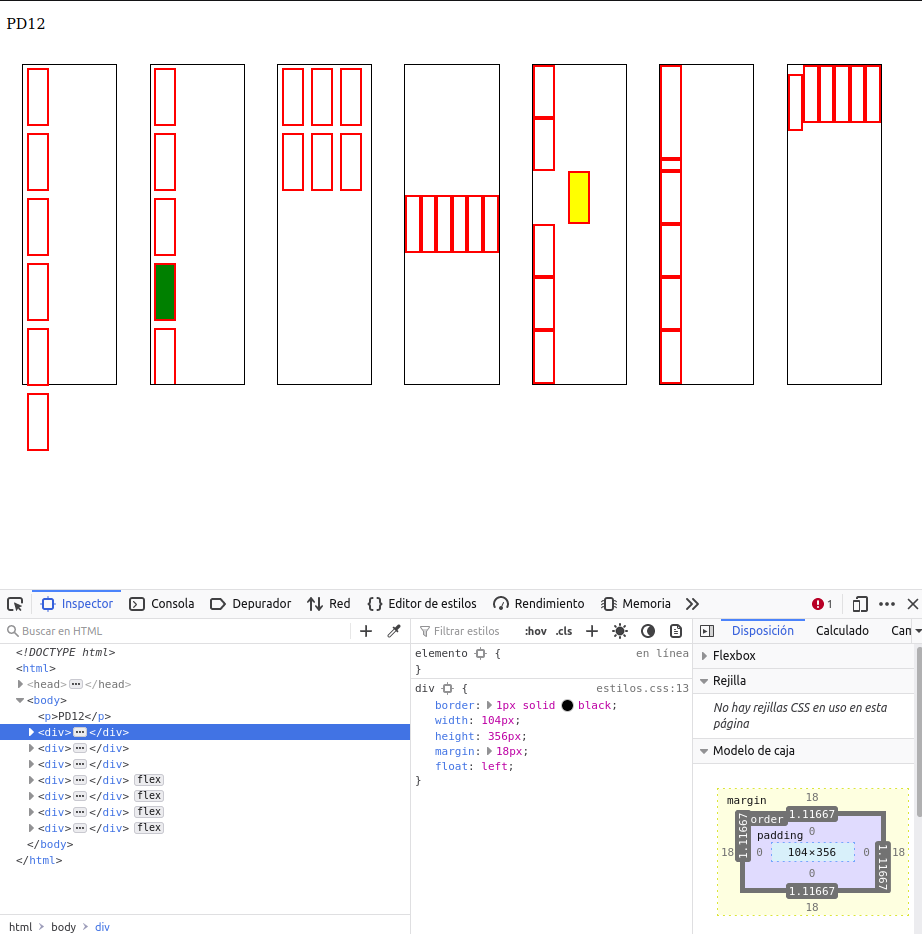 PD12
Inspector Consola Depurador Red Editor de estilos Rendimiento Memoria 1
Buscar en HTML
<!DOCTYPE html>
<html>
<head> ••• </head>
<body>
<p>PD12</p>
<div> ••• </div>
<div> ••• </div>
<div> ••• </div>
<div> ••• </div> flex
<div> ••• </div> flex
<div> ••• </div> flex
<div> ••• </div> flex
</body>
</html>
html > body > div
Filtrar estilos :hov .cls
elemento { en línea
}
div { estilos.css:13
border: 1px solid black;
width: 104px;
height: 356px;
margin: 18px;
float: left;
}
Disposición Calculado Can
Flexbox
Rejilla
No hay rejillas CSS en uso en esta
página
Modelo de caja
margin 18
order 1.11667
padding 0
18 1.11667 0 104×356 0 1.11667 18
0
1.11667
18